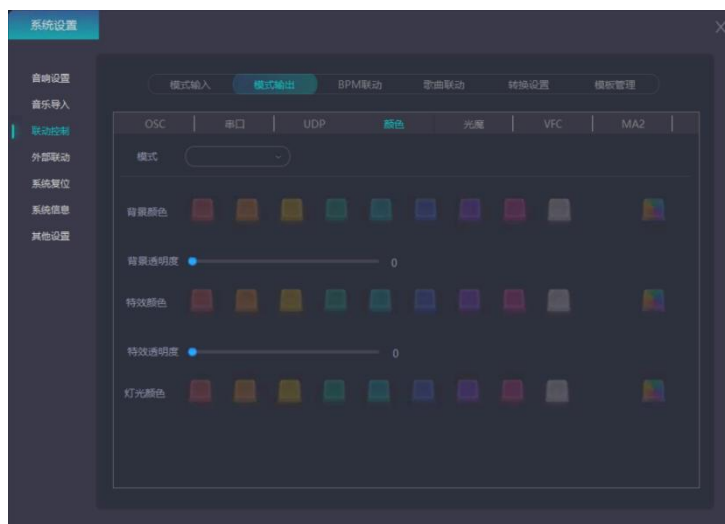 系统设置
音响设置
音乐导入
联动控制
外部联动
系统复位
系统信息
其他设置
模式输入 模式输出 BPM联动 歌曲联动 转换设置 模板管理
OSC 串口 UDP 颜色 光魔 VFC MA2
模式
背景颜色
背景透明度 0
特效颜色
特效透明度 0
灯光颜色